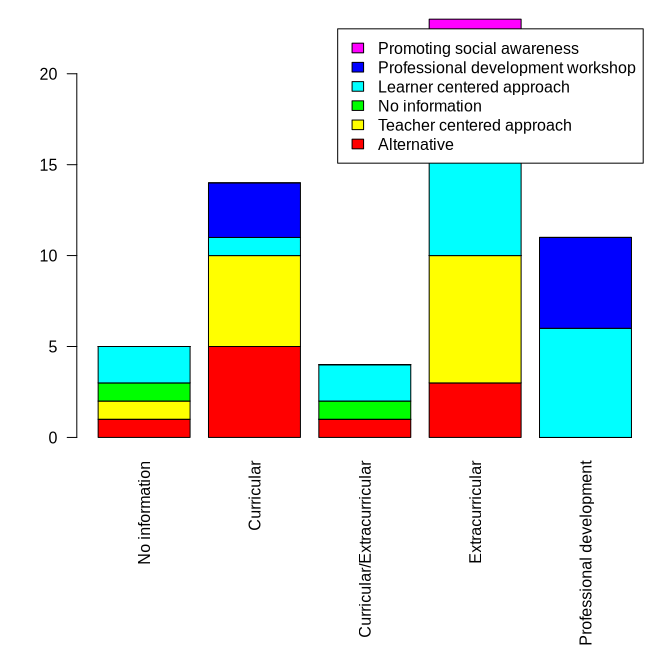 Promoting social awareness
Professional development workshop
Learner centered approach
No information
Teacher centered approach
Alternative
20
15
10
5
0
No information
Curricular
Curricular/Extracurricular
Extracurricular
Professional development